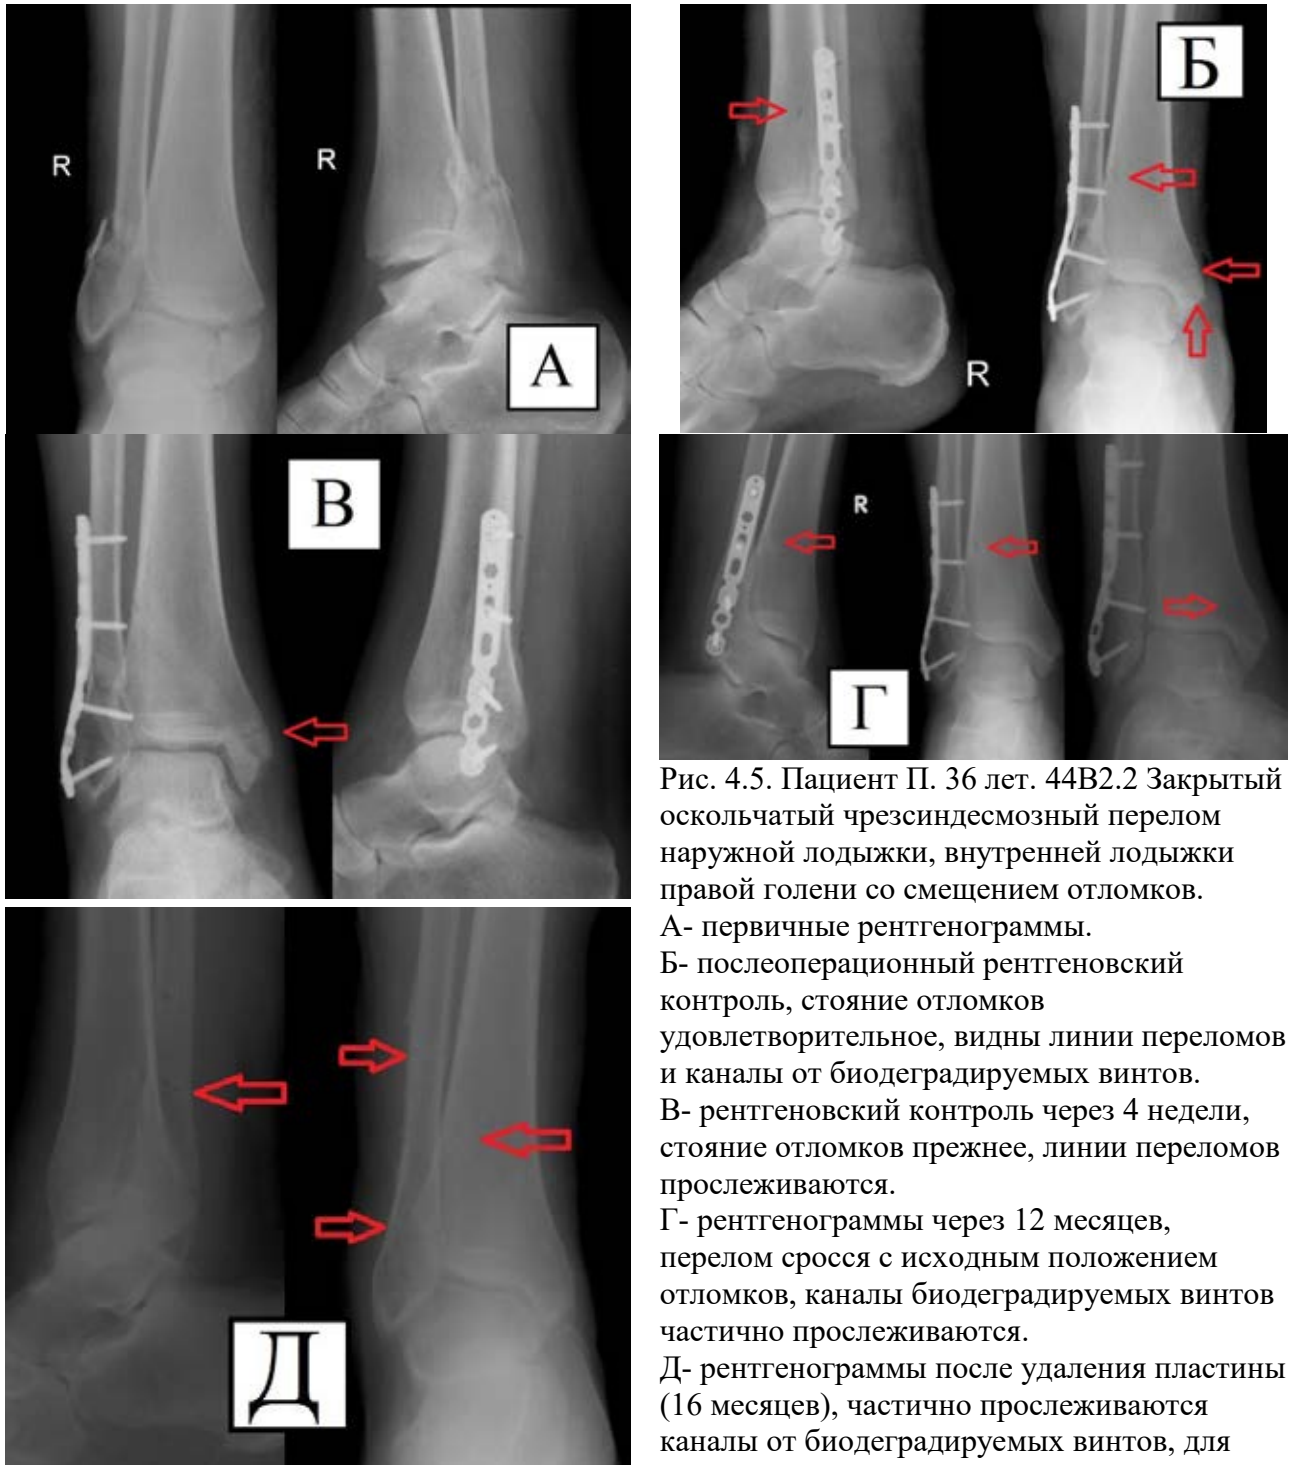 R
R
А
Б
R
В
R
Г
Д
Рис. 4.5. Пациент П. 36 лет. 44В2.2 Закрытый
оскольчатый чрезсиндесмозный перелом
наружной лодыжки, внутренней лодыжки
правой голени со смещением отломков.
А- первичные рентгенограммы.
Б- послеоперационный рентгеновский
контроль, стояние отломков
удовлетворительное, видны линии переломов
и каналы от биодеградируемых винтов.
В- рентгеновский контроль через 4 недели,
стояние отломков прежнее, линии переломов
прослеживаются.
Г- рентгенограммы через 12 месяцев,
перелом сросся с исходным положением
отломков, каналы биодеградируемых винтов
частично прослеживаются.
Д- рентгенограммы после удаления пластины
(16 месяцев), частично прослеживаются
каналы от биодеградируемых винтов, для